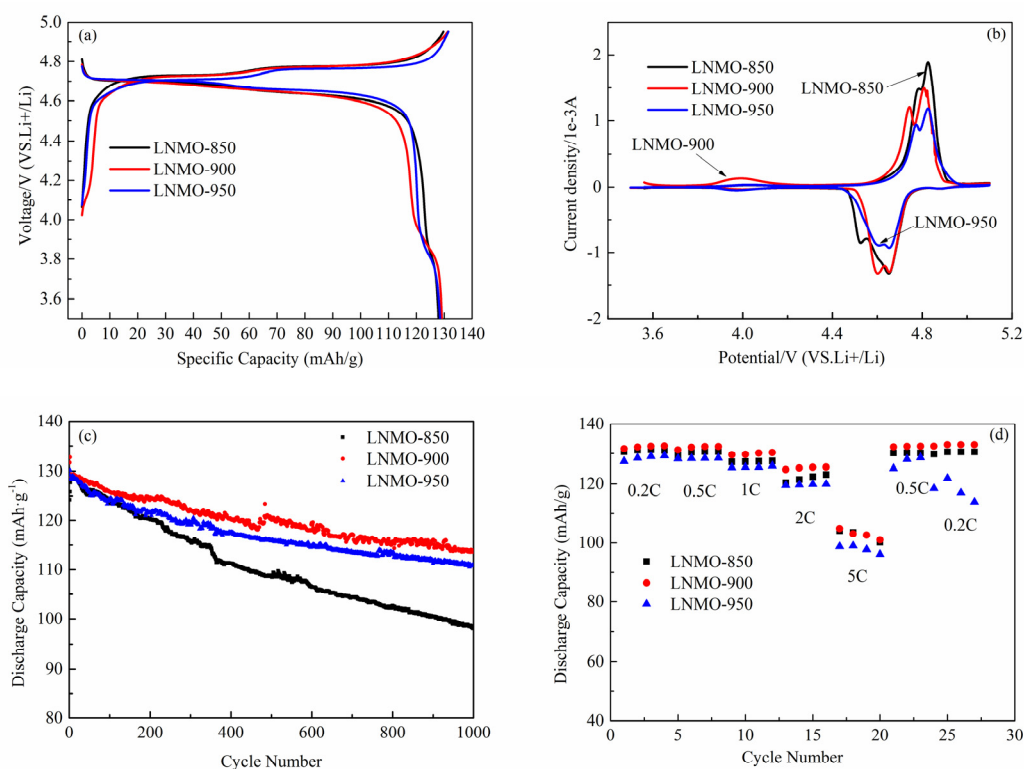 (a)
5.0
4.8
4.6
4.4
4.2
4.0
3.8
3.6
Voltage/V (VS.Li+/Li)
LNMO-850
LNMO-900
LNMO-950
0 10 20 30 40 50 60 70 80 90 100 110 120 130 140
Specific Capacity (mAh/g)
(b)
2
1
0
-1
-2
Current density/1e-3A
LNMO-850
LNMO-900
LNMO-950
LNMO-850
LNMO-900
LNMO-950
3.6 4.0 4.4 4.8 5.2
Potential/V (VS.Li+/Li)
(c)
140
130
120
110
100
90
80
Discharge Capacity (mAh·g⁻¹)
LNMO-850
LNMO-900
LNMO-950
0 200 400 600 800 1000
Cycle Number
(d)
140
120
100
80
60
40
Discharge Capacity (mAh/g)
0.2C 0.5C 1C 2C 5C 0.5C 0.2C
LNMO-850
LNMO-900
LNMO-950
0 5 10 15 20 25 30
Cycle Number